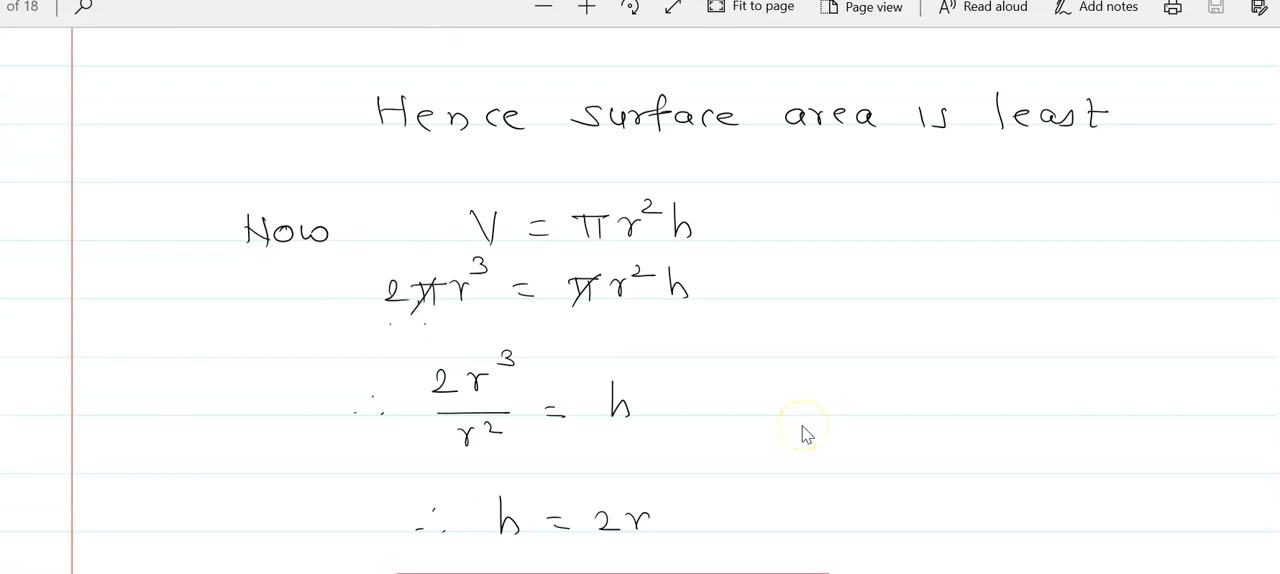 of 18 Fit to page Page view Read aloud Add notes
Hence surface area is least
Now V = πr²h
2πr³ = πr²h
∴ 2r³/r² = h
∴ h = 2r